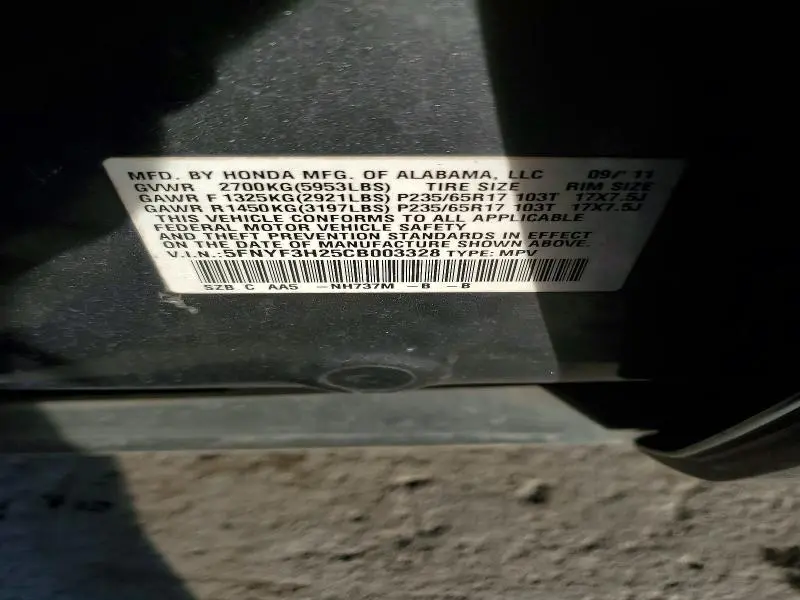 MFD. BY HONDA MFG. OF ALABAMA, LLC 09/ 11
GVWR 2700KG(5953LBS) TIRE SIZE RIM SIZE
GAWR F 1325KG(2921LBS) P235/65R17 103T 17X7.5J
GAWR R1450KG(3197LBS) P235/65R17 103T 17X7.5J
THIS VEHICLE CONFORMS TO ALL APPLICABLE
FEDERAL MOTOR VEHICLE SAFETY
AND THEFT PREVENTION STANDARDS IN EFFECT
ON THE DATE OF MANUFACTURE SHOWN ABOVE.
V.I.N.:5FNYF3H25CB003328 TYPE: MPV
SZB C AA5 -NH737M -B -B